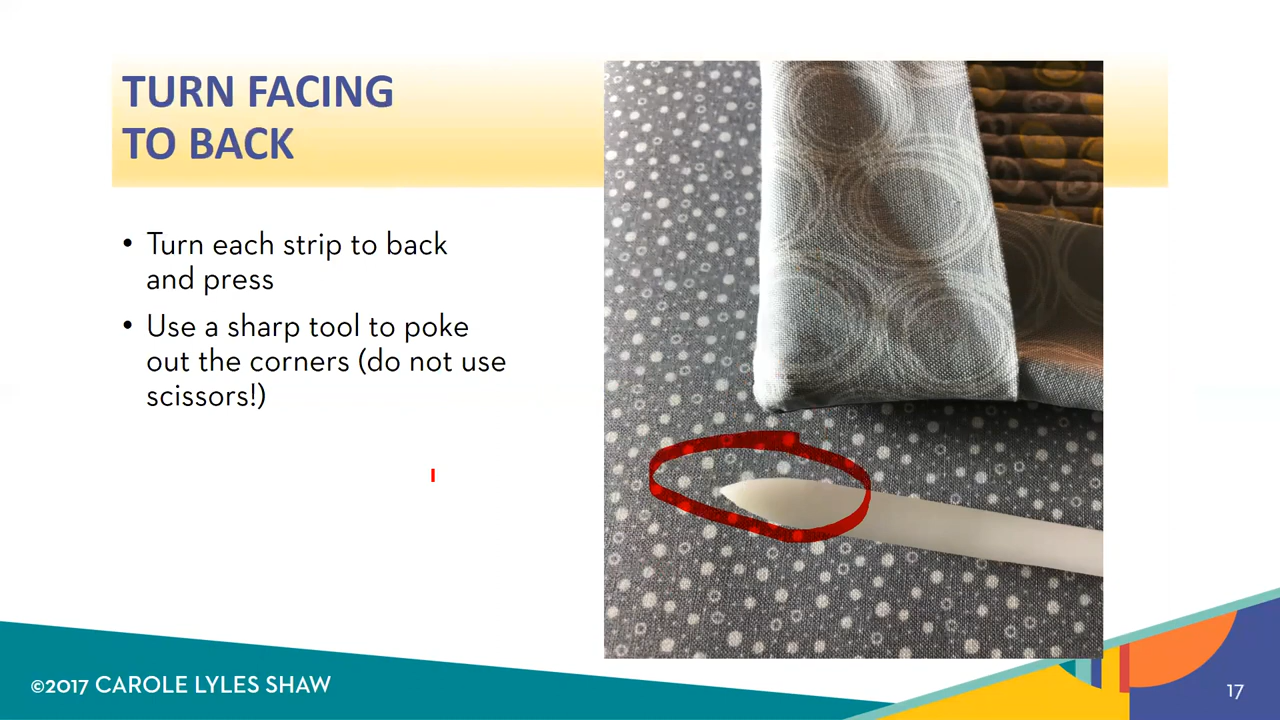 TURN FACING
TO BACK
• Turn each strip to back
and press
• Use a sharp tool to poke
out the corners (do not use
scissors!)
©2017 CAROLE LYLES SHAW
17